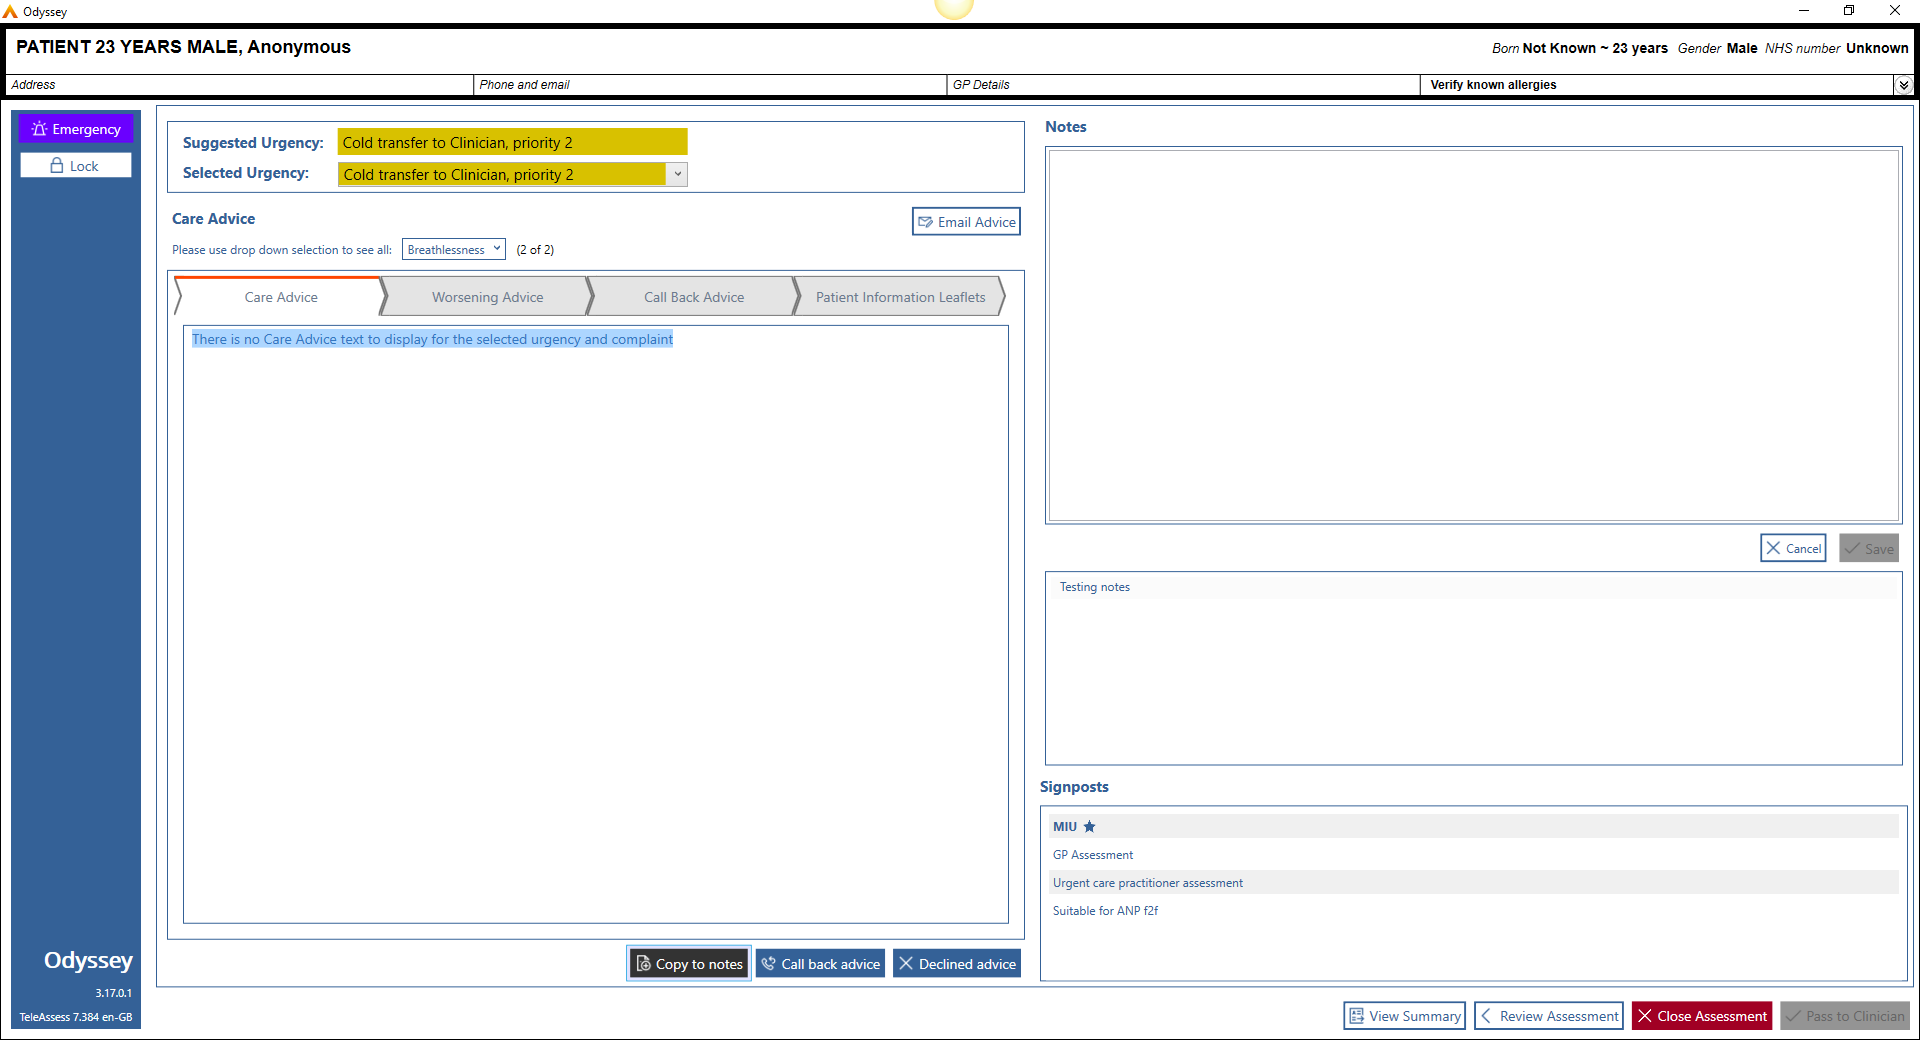 Odyssey
PATIENT 23 YEARS MALE, Anonymous
Born Not Known ~ 23 years Gender Male NHS number Unknown
Address
Phone and email
GP Details
Verify known allergies
Emergency
Lock
Suggested Urgency: Cold transfer to Clinician, priority 2
Selected Urgency: Cold transfer to Clinician, priority 2
Care Advice
Email Advice
Please use drop down selection to see all: Breathlessness (2 of 2)
Care Advice
Worsening Advice
Call Back Advice
Patient Information Leaflets
There is no Care Advice text to display for the selected urgency and complaint
Copy to notes
Call back advice
Declined advice
Notes
Cancel
Save
Testing notes
Signposts
MIU
GP Assessment
Urgent care practitioner assessment
Suitable for ANP f2f
Odyssey
3.17.0.1
TeleAssess 7.384 en-GB
View Summary
Review Assessment
Close Assessment
Pass to Clinician